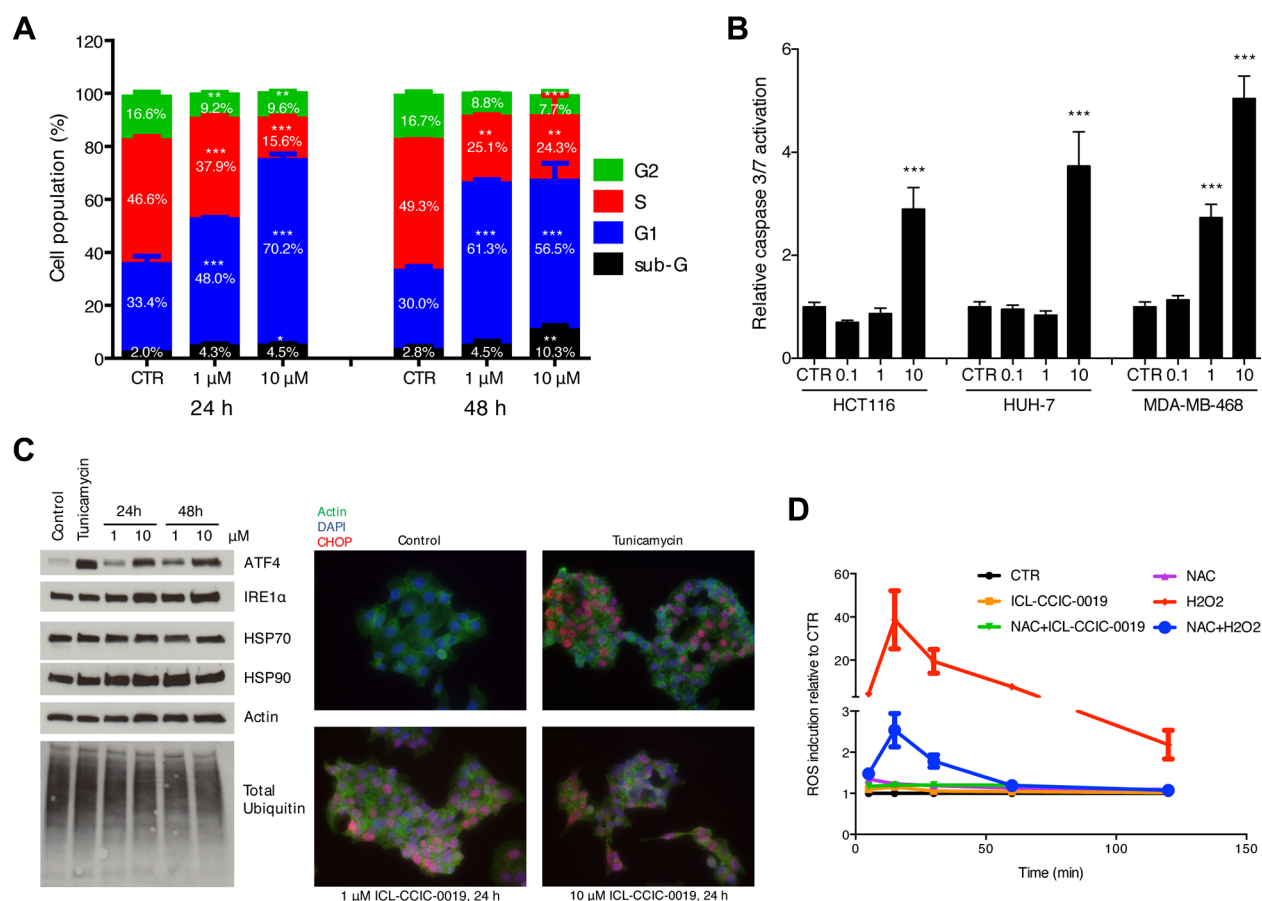 A
Cell population (%)
120
100
80
60
40
20
0
16.6%
46.6%
33.4%
2.0%
**
9.2%
***
37.9%
***
48.0%
4.3%
**
9.6%
***
15.6%
***
70.2%
*
4.5%
16.7%
49.3%
30.0%
2.8%
8.8%
**
25.1%
***
61.3%
4.5%
***
7.7%
**
24.3%
***
56.5%
**
10.3%
CTR 1 µM 10 µM CTR 1 µM 10 µM
24 h 48 h
G2
S
G1
sub-G
B
Relative caspase 3/7 activation
6
4
2
0
***
***
***
***
CTR 0.1 1 10 CTR 0.1 1 10 CTR 0.1 1 10
HCT116 HUH-7 MDA-MB-468
C
Control
Tunicamycin
24h 48h
1 10 1 10 µM
ATF4
IRE1α
HSP70
HSP90
Actin
Total
Ubiquitin
Actin
DAPI
CHOP
Control Tunicamycin
1 µM ICL-CCIC-0019, 24 h 10 µM ICL-CCIC-0019, 24 h
D
ROS indcution relative to CTR
60
40
20
3
2
1
0
0 50 100 150
Time (min)
CTR
ICL-CCIC-0019
NAC+ICL-CCIC-0019
NAC
H2O2
NAC+H2O2